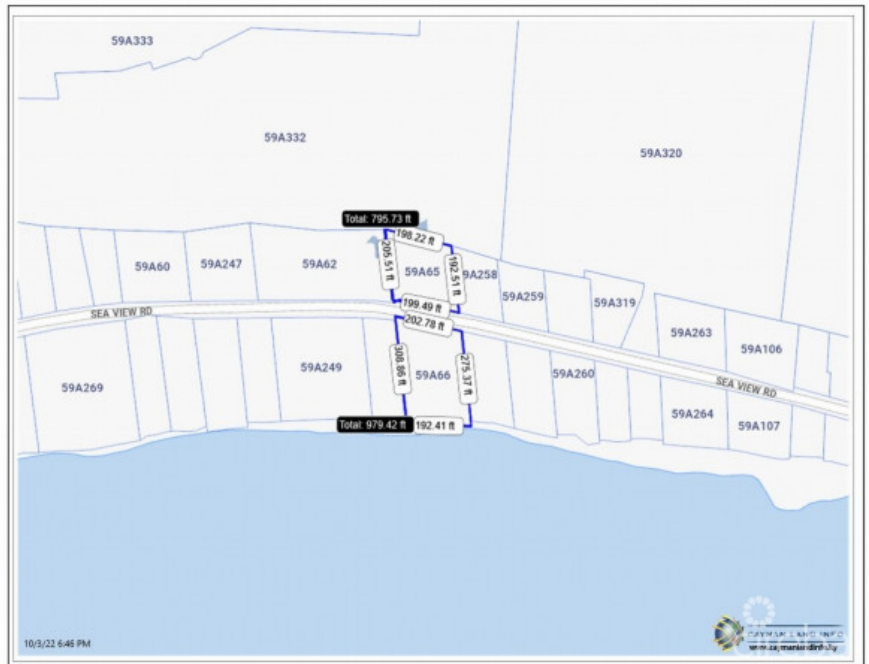 59A333
59A332
59A320
Total: 795.73 ft
198.22 ft
205.51 ft
192.51 ft
59A60
59A247
59A62
59A65
59A258
59A259
59A319
199.49 ft
SEA VIEW RD
202.78 ft
59A263
59A106
308.86 ft
275.37 ft
59A269
59A249
59A66
59A260
SEA VIEW RD
59A264
59A107
Total: 979.42 ft
192.41 ft
10/3/22 6:46 PM
CAYMAN LAND INFO